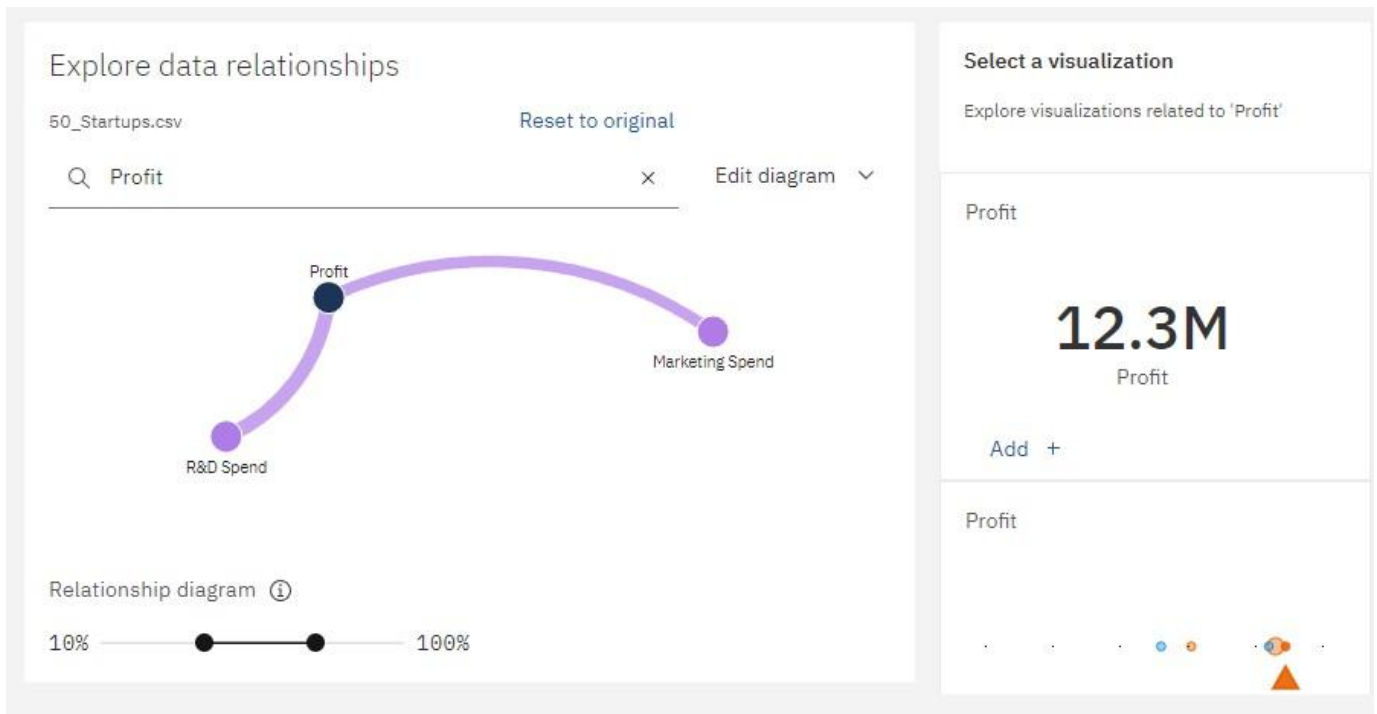 Explore data relationships
50_Startups.csv
Reset to original
Profit
Edit diagram
Profit
Marketing Spend
R&D Spend
Relationship diagram
10%
100%
Select a visualization
Explore visualizations related to 'Profit'
Profit
12.3M
Profit
Add +
Profit